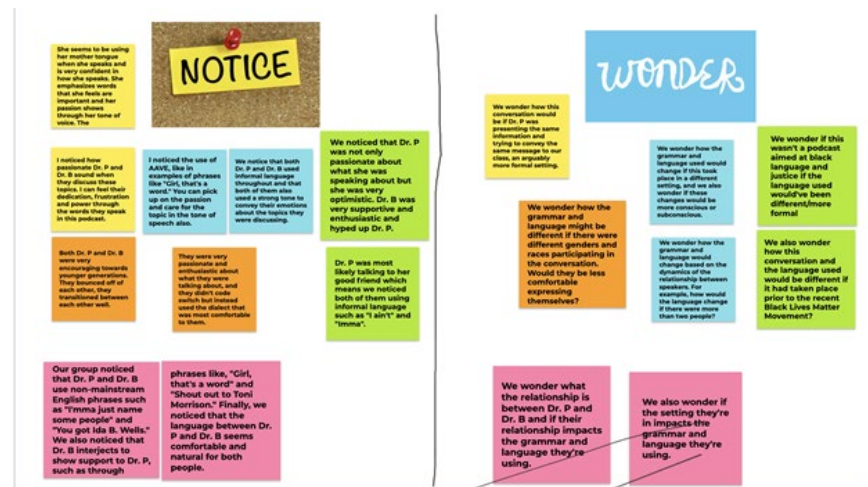 NOTICE
She seems to be using
her mother tongue
when she speaks and
is very confident in
how she speaks. She
emphasizes words
that she feels are
important and her
passion shows
through her tone of
voice. The
I noticed how
passionate Dr. P and
Dr. B sound when
they discuss these
topics. I can feel their
dedication, frustration
and power through
the words they speak
in this podcast.
I noticed the use of
AAVE, like in
examples of phrases
like "Girl, that's a
word." You can pick
up on the passion and
care for the topic in
the tone of speech also.
We notice that both
Dr. P and Dr. B used
informal language
throughout and that
both of them also
used a strong tone to
convey their emotions
about the topics they
were discussing.
We noticed that Dr. P
was not only
passionate about
what she was
speaking about but
she was very
optimistic. Dr. B was
very supportive and
enthusiastic and
hyped up Dr. P.
Both Dr. P and Dr. B
were very
encouraging towards
younger generations.
They bounced off of
each other, they
transitioned between
each other well.
They were very
passionate and
enthusiastic about
what they were
talking about, and
they didn't code
switch but instead
used the dialect that
was most comfortable
to them.
Dr. P was most
likely talking to her
good friend which
means we noticed
both of them using
informal language
such as "I ain't" and
"Imma".
Our group noticed
that Dr. P and Dr. B
use non-mainstream
English phrases such
as "I'mma just name
some people" and
"You got Ida B. Wells."
We also noticed that
Dr. B interjects to
show support to Dr. P,
such as through
phrases like, "Girl,
that's a word" and
"Shout out to Toni
Morrison." Finally, we
noticed that the
language between Dr.
P and Dr. B seems
comfortable and
natural for both
people.
WONDER
We wonder how this
conversation would
be if Dr. P was
presenting the same
information and
trying to convey the
same message to our
class, an arguably
more formal setting.
We wonder how the
grammar and
language used would
change if this took
place in a different
setting, and we also
wonder if these
changes would be
more conscious or
subconscious.
We wonder if this
wasn't a podcast
aimed at black
language and
justice if the
language used
would've been
different/more
formal
We wonder how the
grammar and
language might be
different if there were
different genders and
races participating in
the conversation.
Would they be less
comfortable
expressing
themselves?
We wonder how the
grammar and
language would
change based on the
dynamics of the
relationship between
speakers. For
example, how would
the language change
if there were more
than two people?
We also wonder
how this
conversation and
the language used
would be different if
it had taken place
prior to the recent
Black Lives Matter
Movement?
We wonder what
the relationship is
between Dr. P and
Dr. B and if their
relationship impacts
the grammar and
language they're
using.
We also wonder if
the setting they're
in impacts the
grammar and
language they're
using.